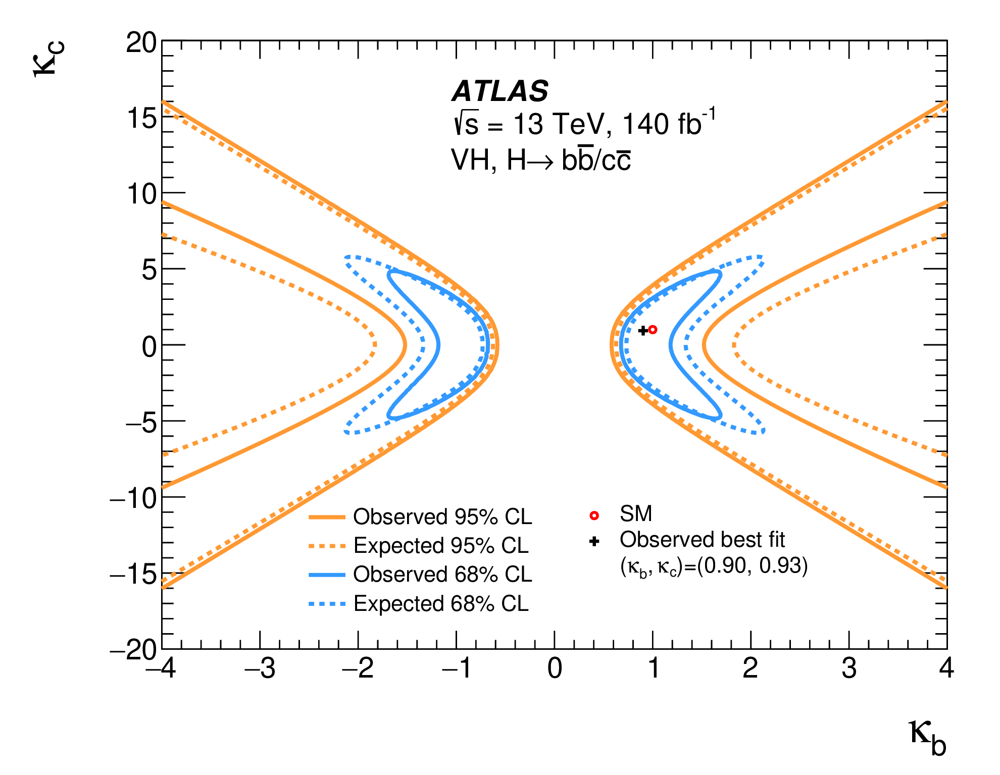 κc
20
15
10
5
0
−5
−10
−15
−20
ATLAS
√s = 13 TeV, 140 fb-1
VH, H→ bb̅/cc̅
Observed 95% CL
Expected 95% CL
Observed 68% CL
Expected 68% CL
SM
Observed best fit
(κb, κc)=(0.90, 0.93)
−4 −3 −2 −1 0 1 2 3 4
κb